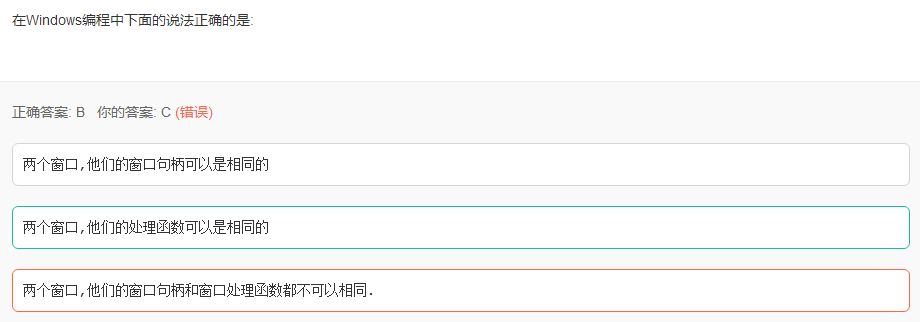 在Windows编程中下面的说法正确的是:
正确答案: B 你的答案: C (错误)
两个窗口,他们的窗口句柄可以是相同的
两个窗口,他们的处理函数可以是相同的
两个窗口,他们的窗口句柄和窗口处理函数都不可以相同.